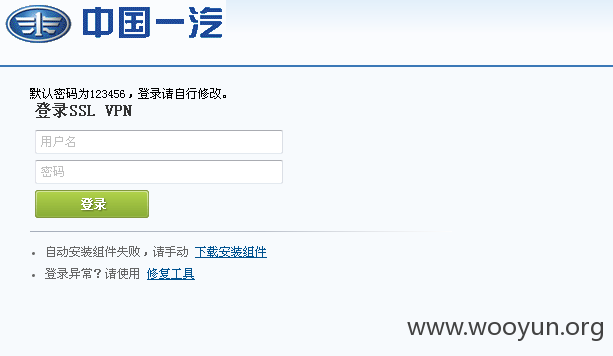 中国一汽
默认密码为123456，登录请自行修改。
登录SSL VPN
用户名
密码
登录
自动安装组件失败，请手动 下载安装组件
登录异常？请使用 修复工具
www.wooyun.org